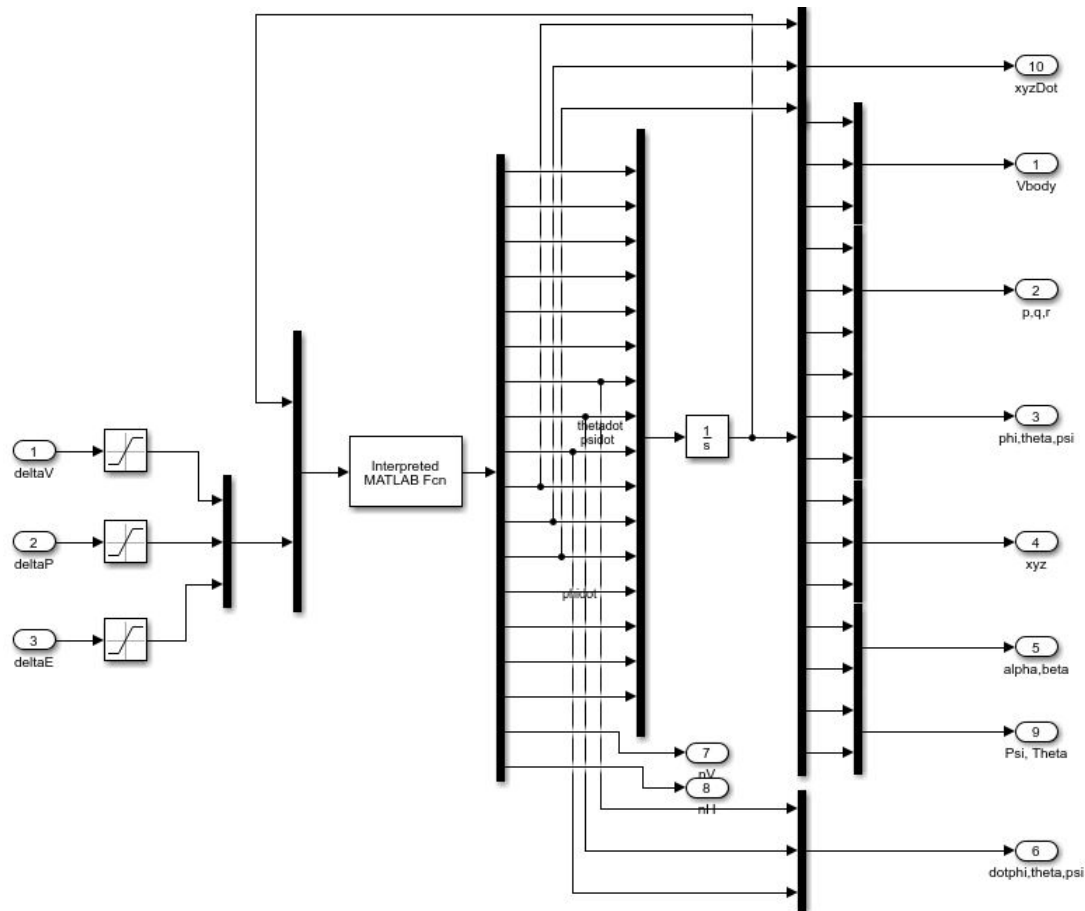 10
xyzDot
1
Vbody
2
p,q,r
thetadot
psidot
3
phi,theta,psi
1
deltaV
1
s
Interpreted
MATLAB Fcn
2
deltaP
4
xyz
phidot
3
deltaE
5
alpha,beta
9
Psi, Theta
7
nV
8
nH
6
dotphi,theta,psi